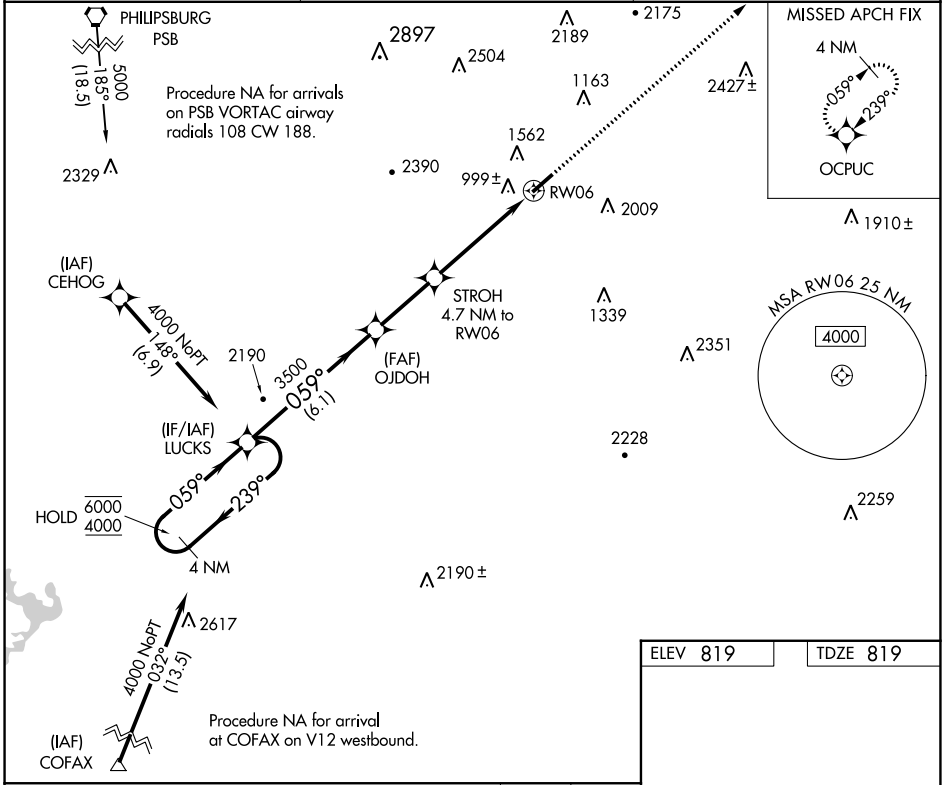 PHILIPSBURG
PSB
5000
185°
(18.5)
Procedure NA for arrivals
on PSB VORTAC airway
radials 108 CW 188.
2897
2504
2189
2175
1163
2427±
1562
2390
999±
RW06
2009
2329
MISSED APCH FIX
4 NM
059°
239°
OCPUC
1910±
(IAF)
CEHOG
4000 NoPT
148°
(6.9)
STROH
4.7 NM to
RW06
1339
MSA RW06 25 NM
4000
2351
(FAF)
OJDOH
2190
3500
059°
(6.1)
(IF/IAF)
LUCKS
2228
059°
239°
HOLD
6000
4000
4 NM
2259
2190±
2617
4000 NoPT
032°
(13.5)
(IAF)
COFAX
Procedure NA for arrival
at COFAX on V12 westbound.
ELEV 819
TDZE 819